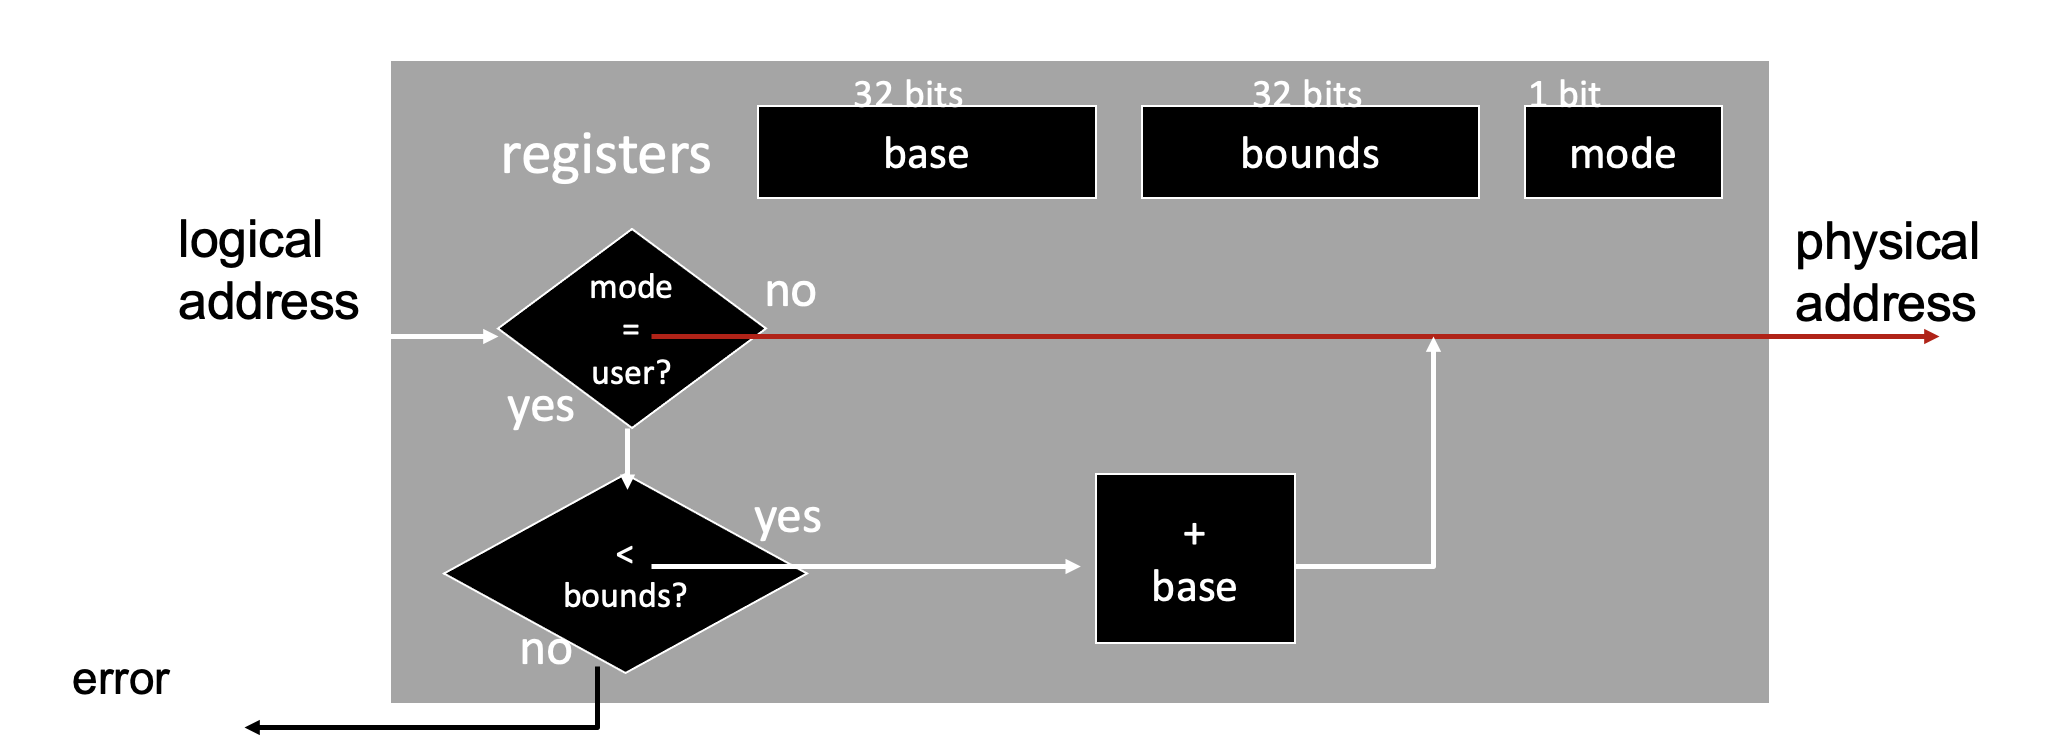 32 bits
32 bits
1 bit
registers
base
bounds
mode
logical
address
mode
=
user?
no
physical
address
yes
<
bounds?
yes
+
base
no
error